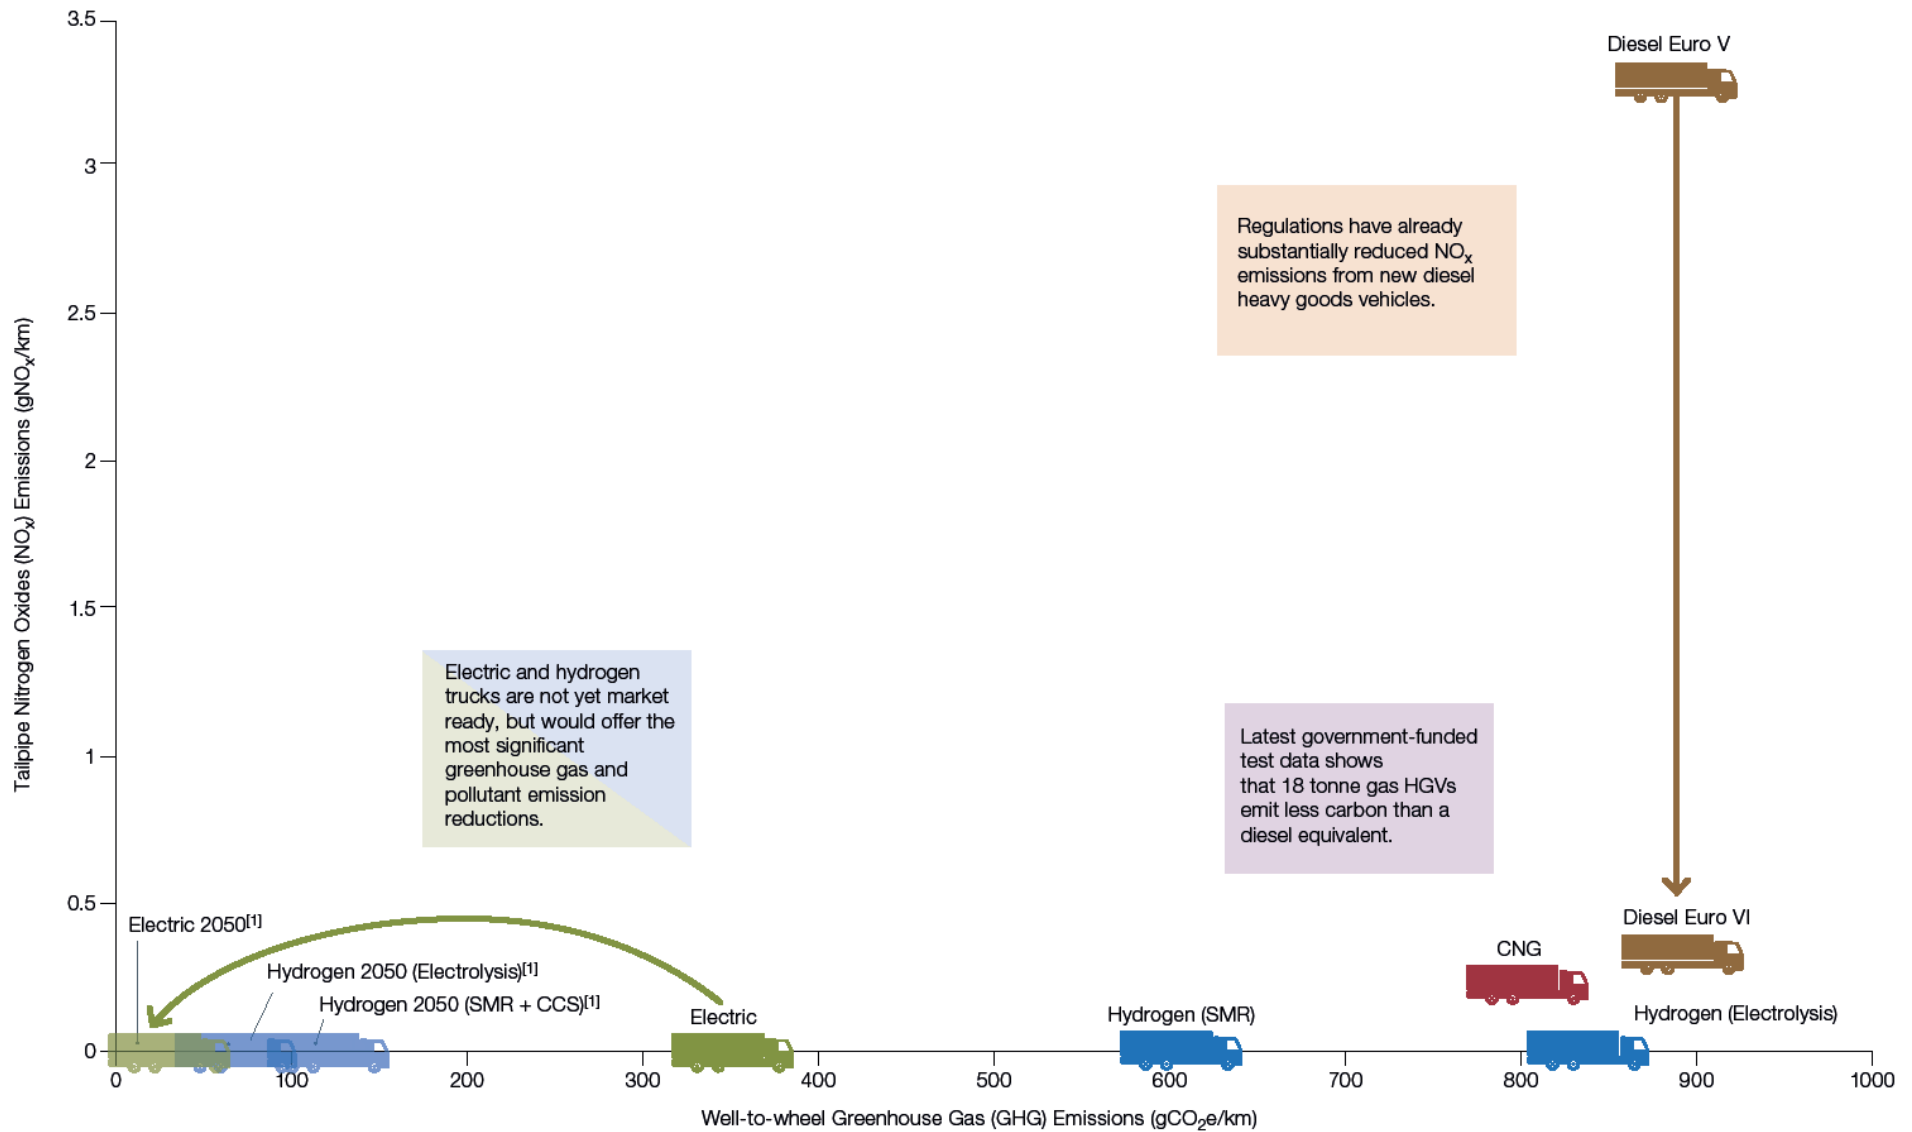 3.5
3
2.5
2
1.5
1
0.5
0
Tailpipe Nitrogen Oxides (NOx) Emissions (gNOx/km)
Diesel Euro V
Regulations have already
substantially reduced NOx
emissions from new diesel
heavy goods vehicles.
Electric and hydrogen
trucks are not yet market
ready, but would offer the
most significant
greenhouse gas and
pollutant emission
reductions.
Latest government-funded
test data shows
that 18 tonne gas HGVs
emit less carbon than a
diesel equivalent.
Electric 2050[1]
Hydrogen 2050 (Electrolysis)[1]
Hydrogen 2050 (SMR + CCS)[1]
Electric
Hydrogen (SMR)
CNG
Diesel Euro VI
Hydrogen (Electrolysis)
0 100 200 300 400 500 600 700 800 900 1000
Well-to-wheel Greenhouse Gas (GHG) Emissions (gCO2e/km)